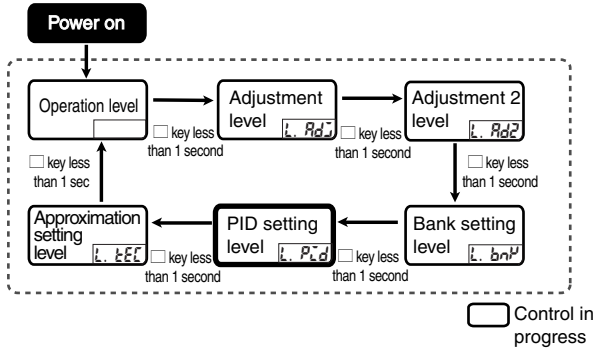 Power on
Operation level
Adjustment
level
L. AdJ
Adjustment 2
level
L. Ad2
key less
than 1 second
key less
than 1 second
key less
than 1 second
key less
than 1 sec
Approximation
setting
level
L. tEC
PID setting
level
L. PId
Bank setting
level
L. bnK
key less
than 1 second
key less
than 1 second
Control in
progress